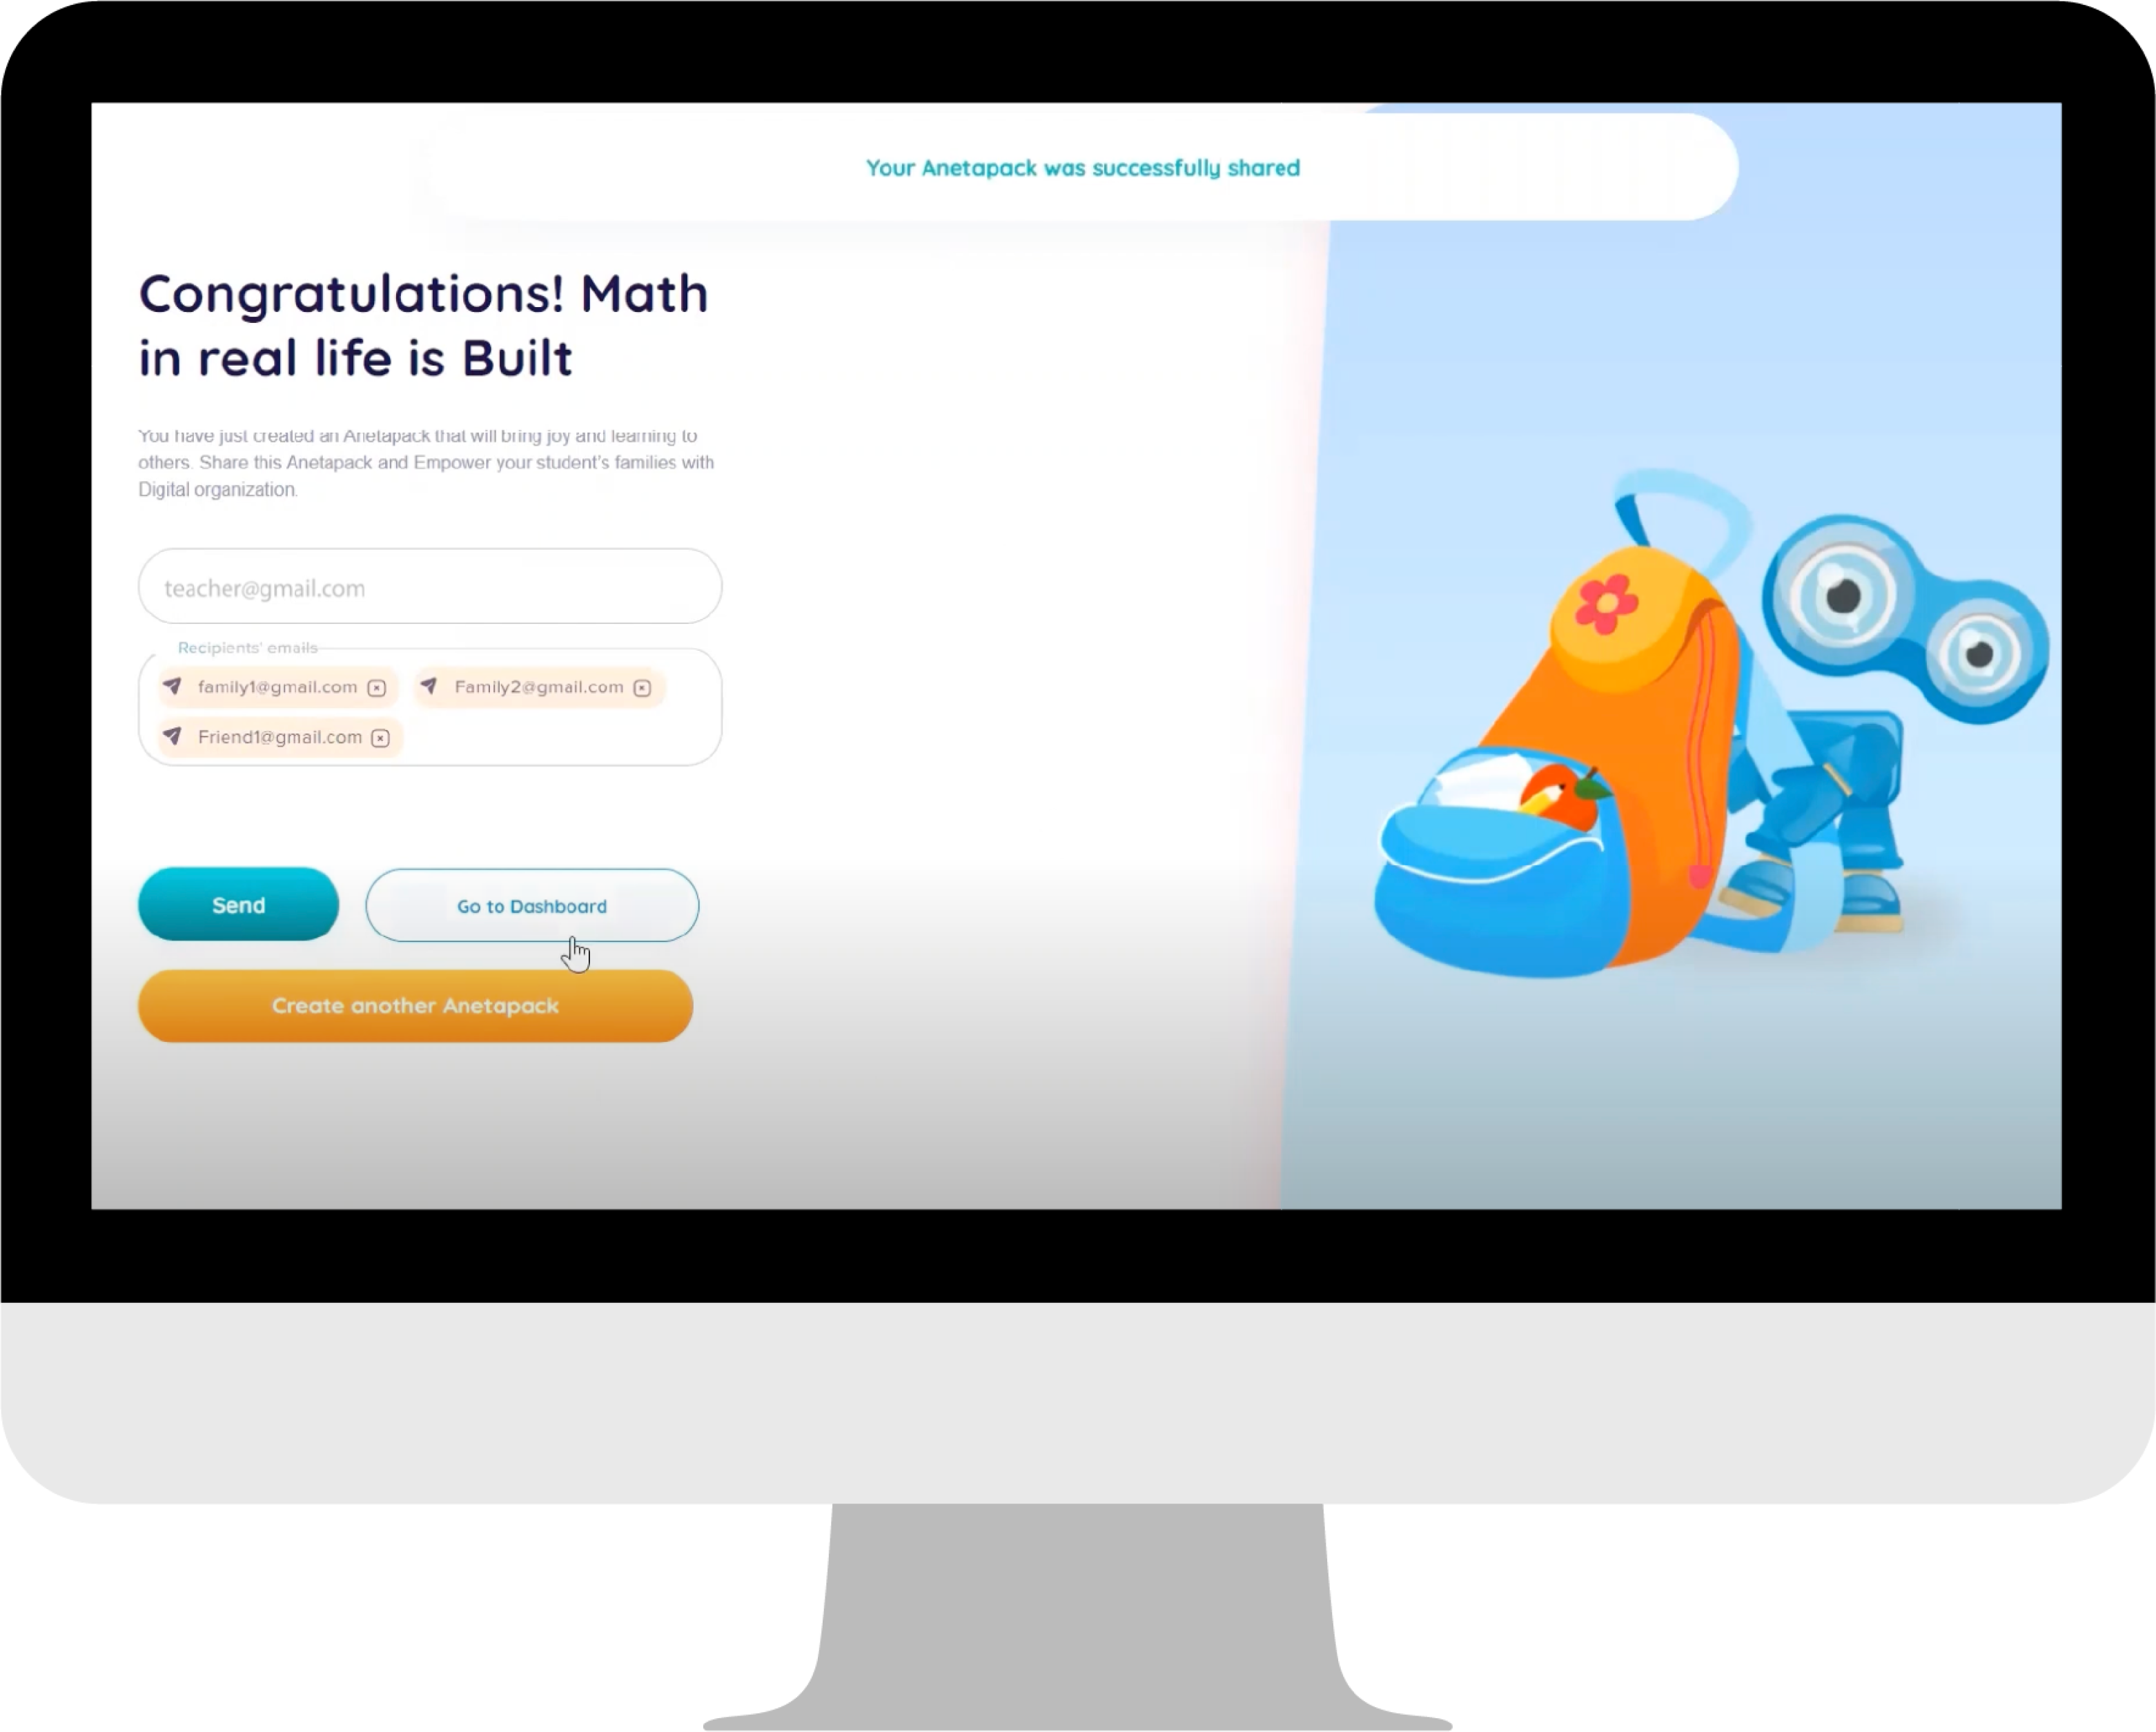 Your Anetapack was successfully shared
Congratulations! Math
in real life is Built
You have just created an Anetapack that will bring joy and learning to
others. Share this Anetapack and Empower your student's families with
Digital organization.
teacher@gmail.com
Recipients' emails
family1@gmail.com Family2@gmail.com
Friend1@gmail.com
Send Go to Dashboard
Create another Anetapack